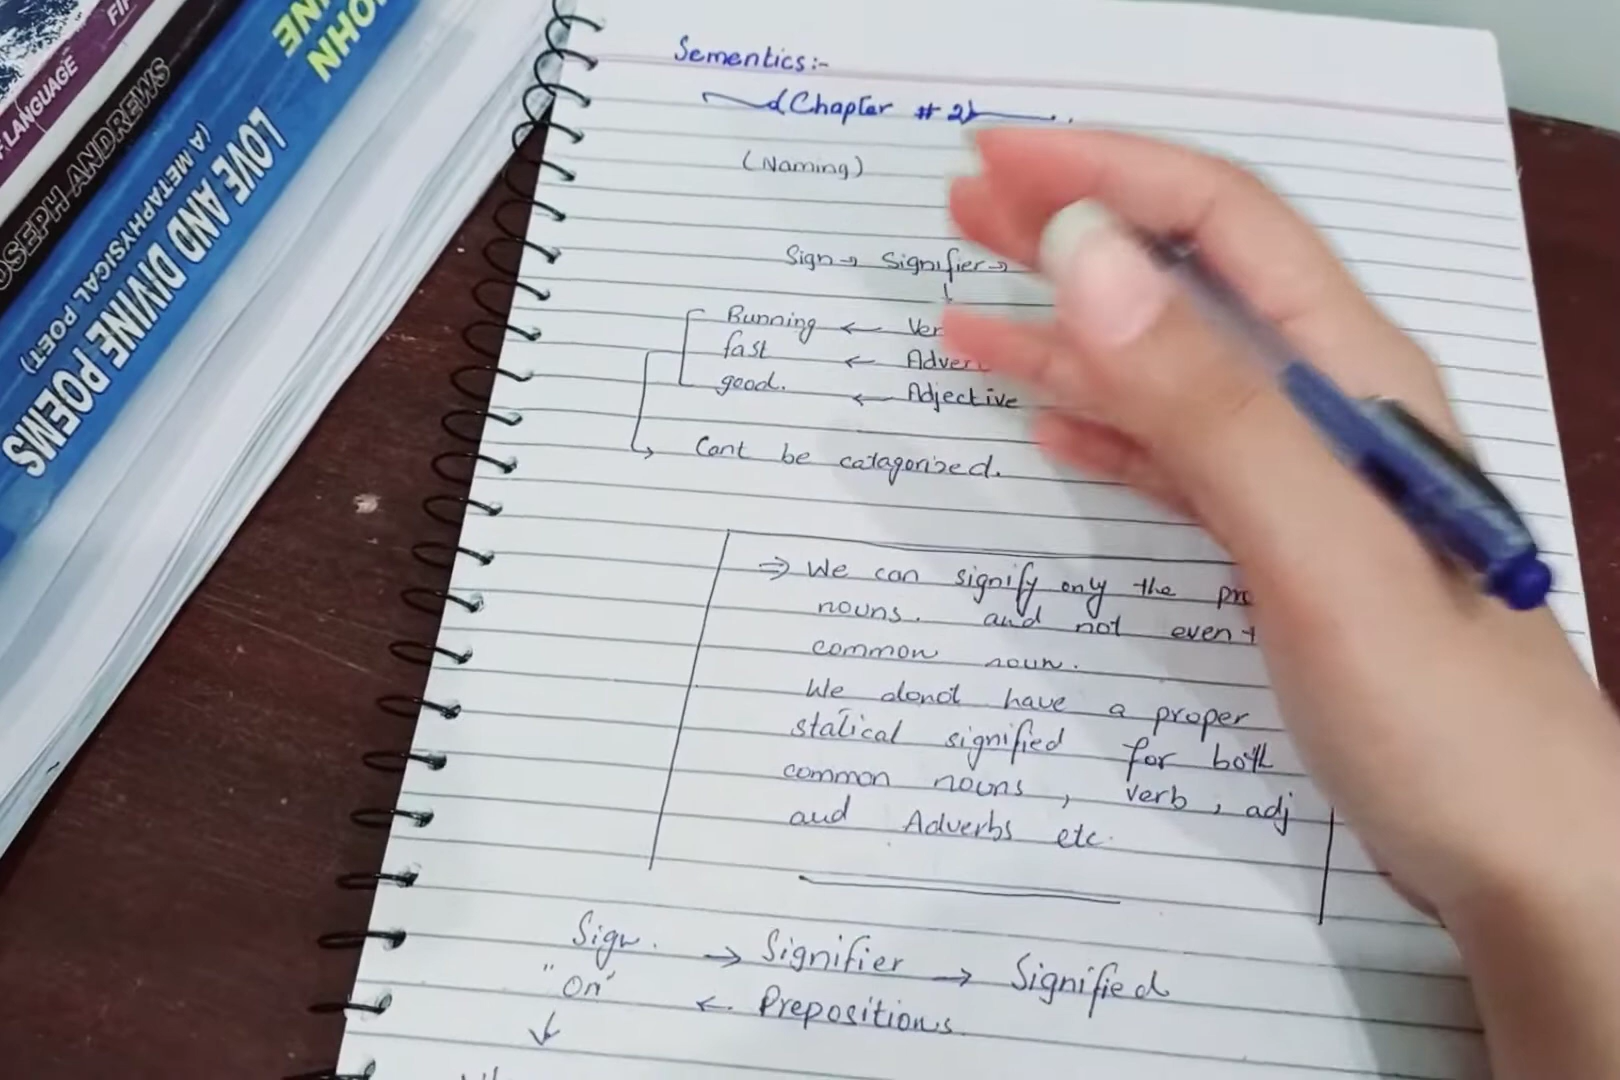 LANGUAGE
JOSEPH ANDREWS
JOHN
LOVE AND DIVINE POEMS
(A METAPHYSICAL POET)
Sementics:-
(Chapter # 2)
(Naming)
Sign → Signifier →
↓
Running ← Ver
fast ← Adver
good. ← Adjective
Cant be catagorized.
⇒ We can signify only the pro
nouns. and not even t
common noun.
We donot have a proper
statical signified for both
common nouns, verb, adj
and Adverbs etc.
Sign. → Signifier → Signified
"On" ← Prepositions
↓